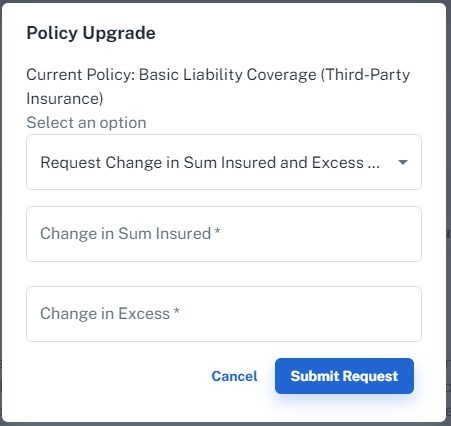 Policy Upgrade
Current Policy: Basic Liability Coverage (Third-Party
Insurance)
Select an option
Request Change in Sum Insured and Excess ...
Change in Sum Insured *
Change in Excess *
Cancel
Submit Request